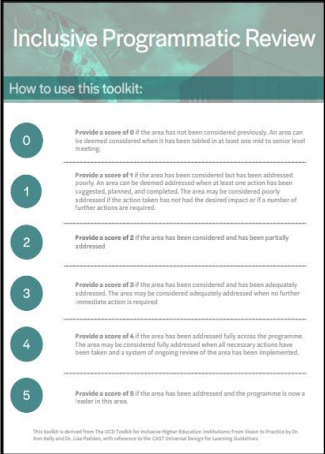 Inclusive Programmatic Review
How to use this toolkit:
0
Provide a score of 0 if the area has not been considered previously. An area can
be deemed considered when it has been tabled in at least one mid to senior level
meeting.
1
Provide a score of 1 if the area has been considered but has been addressed
poorly. An area can be deemed addressed when at least one action has been
suggested, planned, and completed. The area may be considered poorly
addressed if the action taken has not had the desired impact or if a number of
further actions are required.
2
Provide a score of 2 if the area has been considered and has been partially
addressed
3
Provide a score of 3 if the area has been considered and has been adequately
addressed. The area may be considered adequately addressed when no further
immediate action is required
4
Provide a score of 4 if the area has been addressed fully across the programme.
The area may be considered fully addressed when all necessary actions have
been taken and a system of ongoing review of the area has been implemented.
5
Provide a score of 5 if the area has been addressed and the programme is now a
leader in this area.
This toolkit is derived from The UCD Toolkit for Inclusive Higher Education Institutions: From Vision to Practice by Dr.
Ann Kelly and Dr. Lisa Padden, with reference to the CAST Universal Design for Learning Guidelines